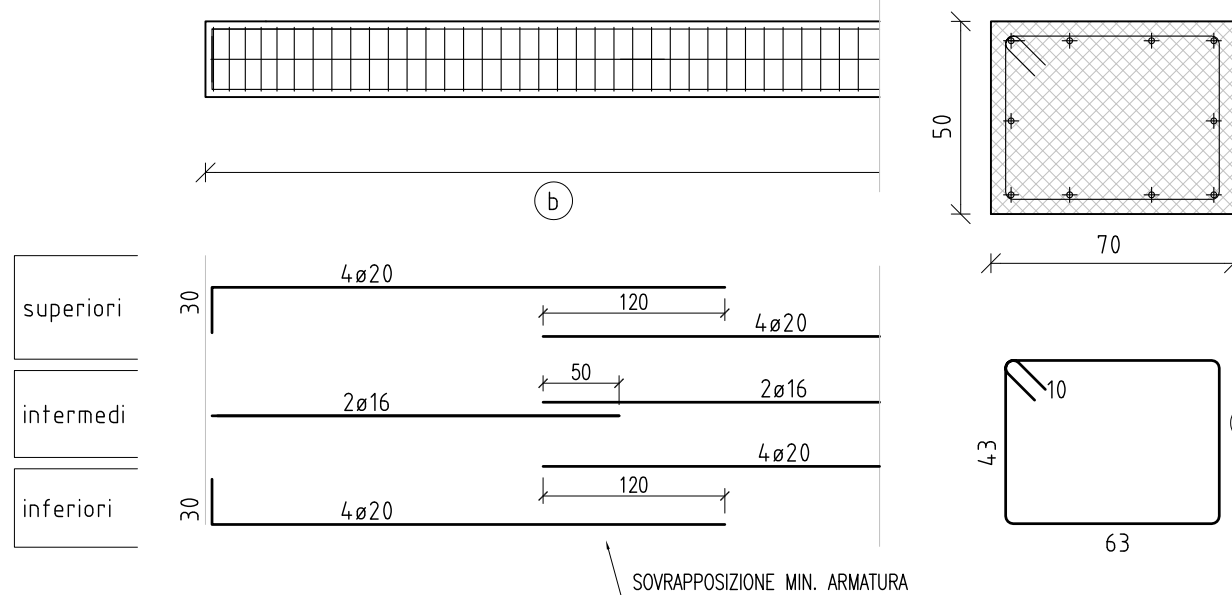 50
b
70
superiori
30
4ø20
120
4ø20
intermedi
50
2ø16
2ø16
10
43
4ø20
120
inferiori
30
4ø20
63
SOVRAPPOSIZIONE MIN. ARMATURA